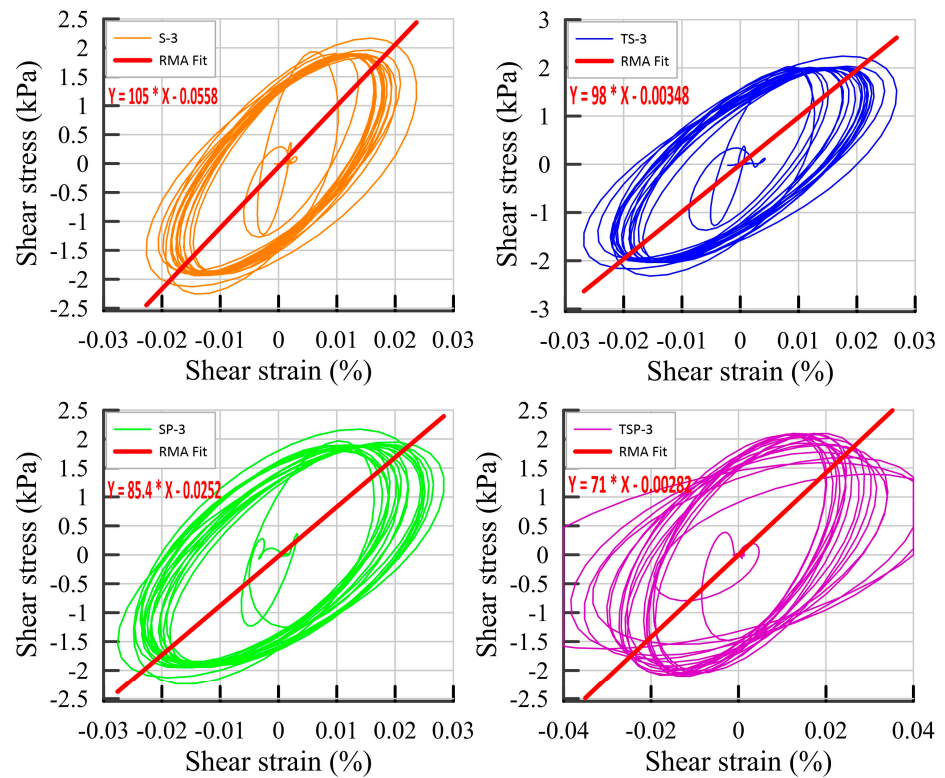 S-3
RMA Fit
Y = 105 * X - 0.0558
Shear stress (kPa)
2.5
2
1.5
1
0.5
0
-0.5
-1
-1.5
-2
-2.5
-0.03 -0.02 -0.01 0 0.01 0.02 0.03
Shear strain (%)
TS-3
RMA Fit
Y = 98 * X - 0.00348
Shear stress (kPa)
3
2
1
0
-1
-2
-3
-0.03 -0.02 -0.01 0 0.01 0.02 0.03
Shear strain (%)
SP-3
RMA Fit
Y = 85.4 * X - 0.0252
Shear stress (kPa)
2.5
2
1.5
1
0.5
0
-0.5
-1
-1.5
-2
-2.5
-0.03 -0.02 -0.01 0 0.01 0.02 0.03
Shear strain (%)
TSP-3
RMA Fit
Y = 71 * X - 0.00282
Shear stress (kPa)
2.5
2
1.5
1
0.5
0
-0.5
-1
-1.5
-2
-2.5
-0.04 -0.02 0 0.02 0.04
Shear strain (%)